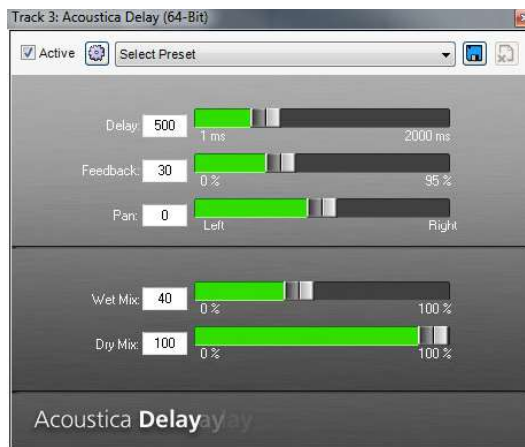 Track 3: Acoustica Delay (64-Bit)
Active Select Preset
Delay: 500
1 ms 2000 ms
Feedback: 30
0 % 95 %
Pan: 0
Left Right
Wet Mix: 40
0 % 100 %
Dry Mix: 100
0 % 100 %
Acoustica Delayaylay